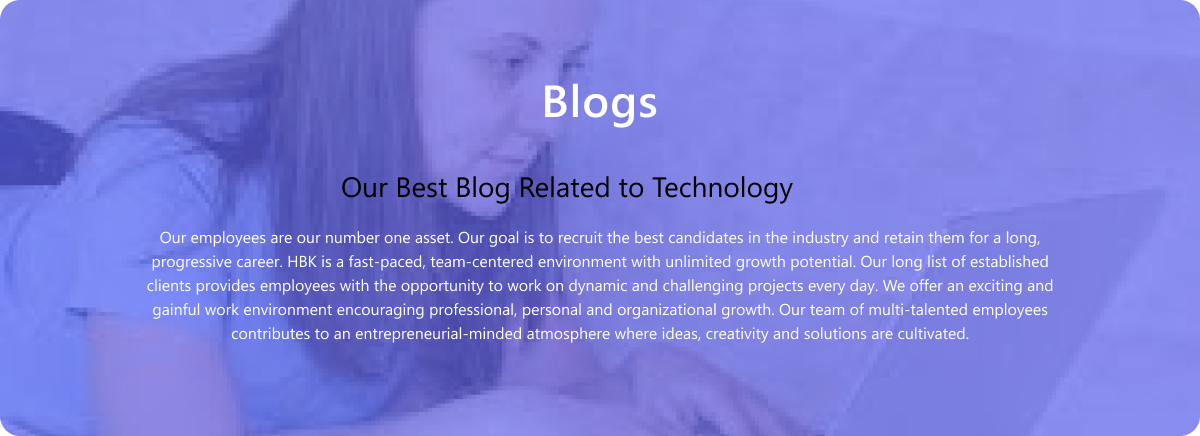 Blogs
Our Best Blog Related to Technology
Our employees are our number one asset. Our goal is to recruit the best candidates in the industry and retain them for a long,
progressive career. HBK is a fast-paced, team-centered environment with unlimited growth potential. Our long list of established
clients provides employees with the opportunity to work on dynamic and challenging projects every day. We offer an exciting and
gainful work environment encouraging professional, personal and organizational growth. Our team of multi-talented employees
contributes to an entrepreneurial-minded atmosphere where ideas, creativity and solutions are cultivated.